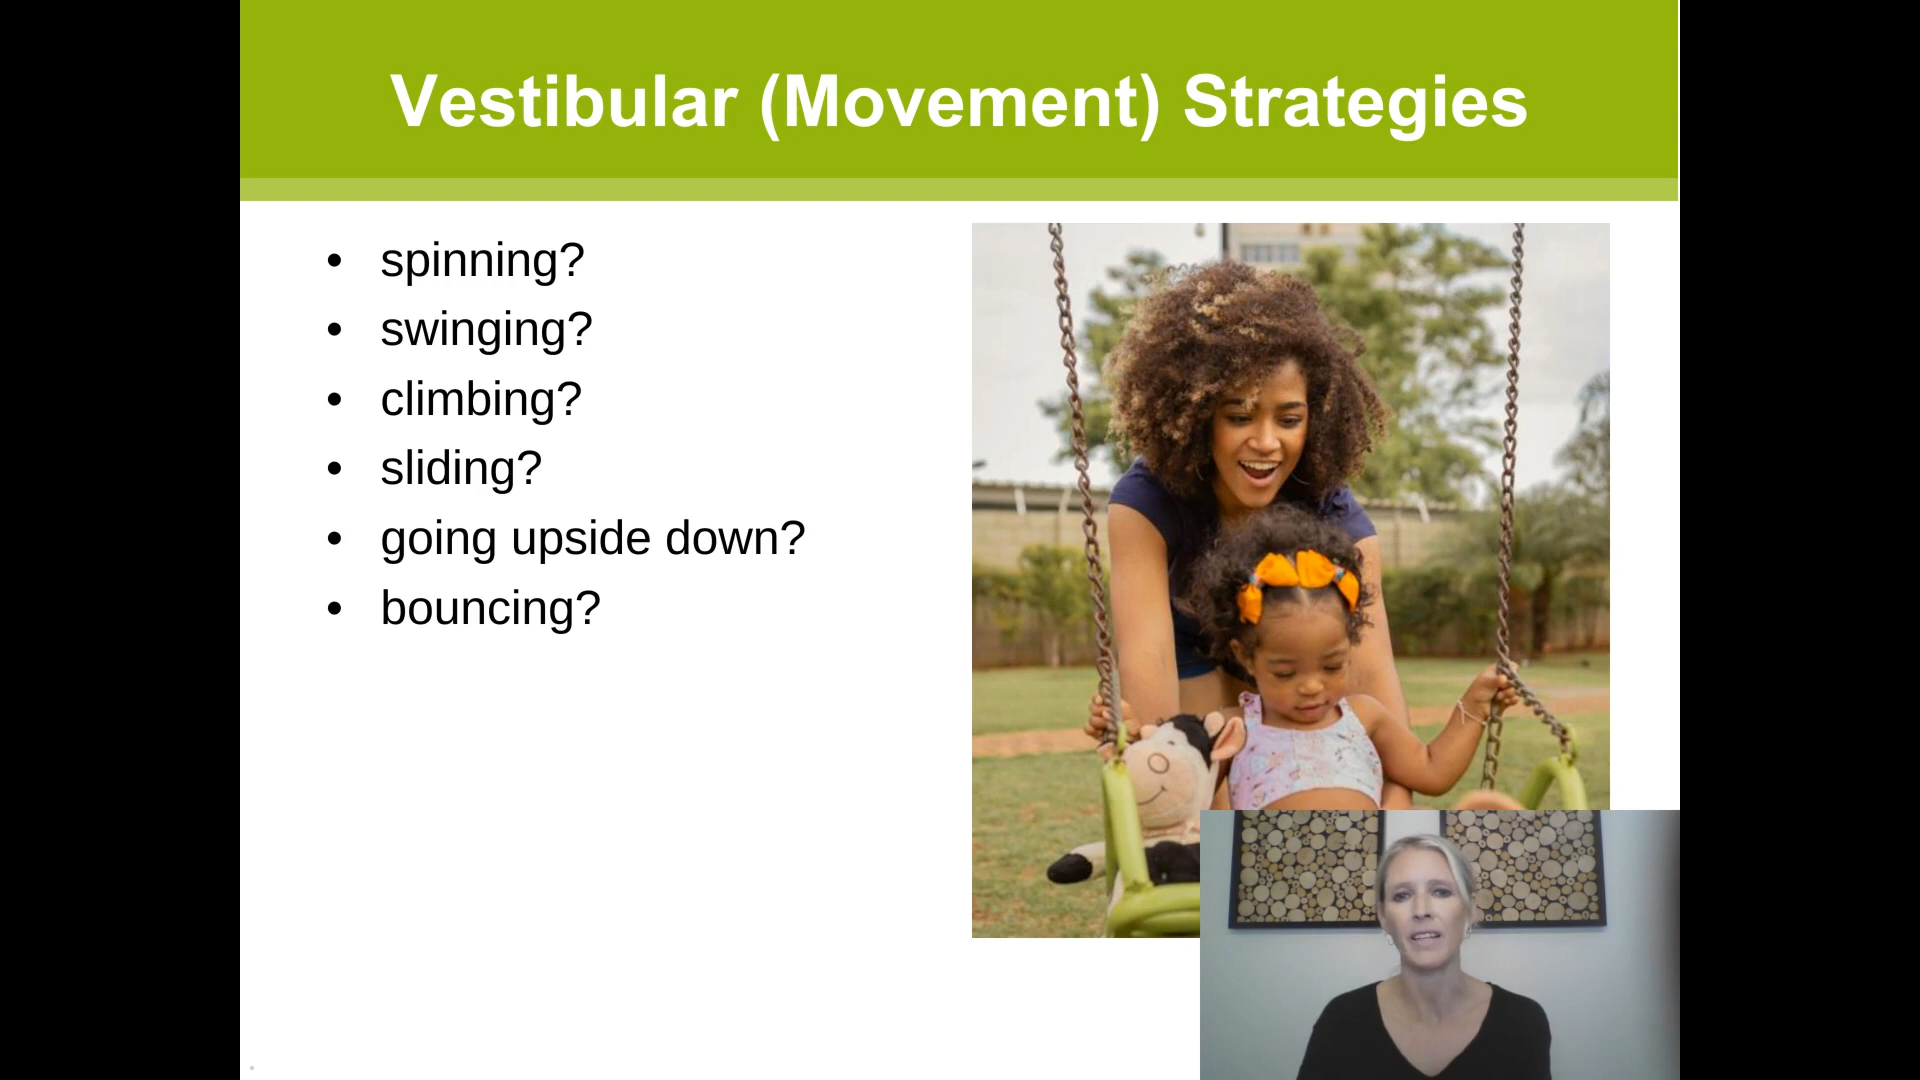 Vestibular (Movement) Strategies
• spinning?
• swinging?
• climbing?
• sliding?
• going upside down?
• bouncing?